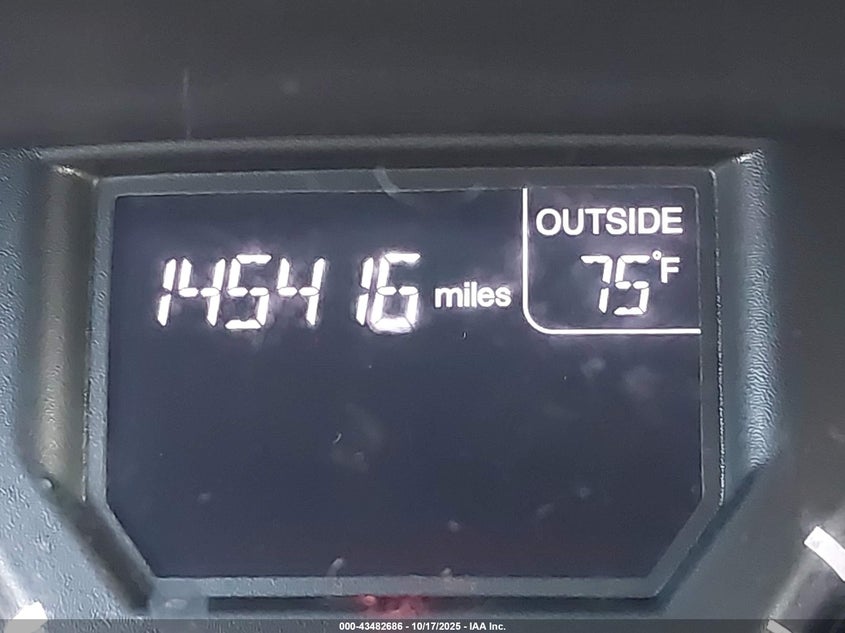 OUTSIDE
145416 miles 75°F
000-43482686 - 10/17/2025 - IAA Inc.